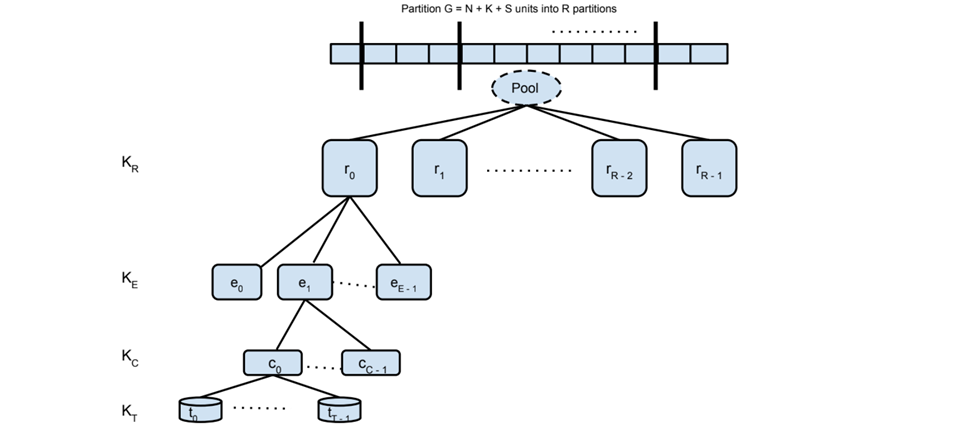 Partition G = N + K + S units into R partitions
Pool
K_R r_0 r_1 r_{R - 2} r_{R - 1}
K_E e_0 e_1 e_{E - 1}
K_C c_0 c_{C - 1}
K_T t_0 t_{T - 1}